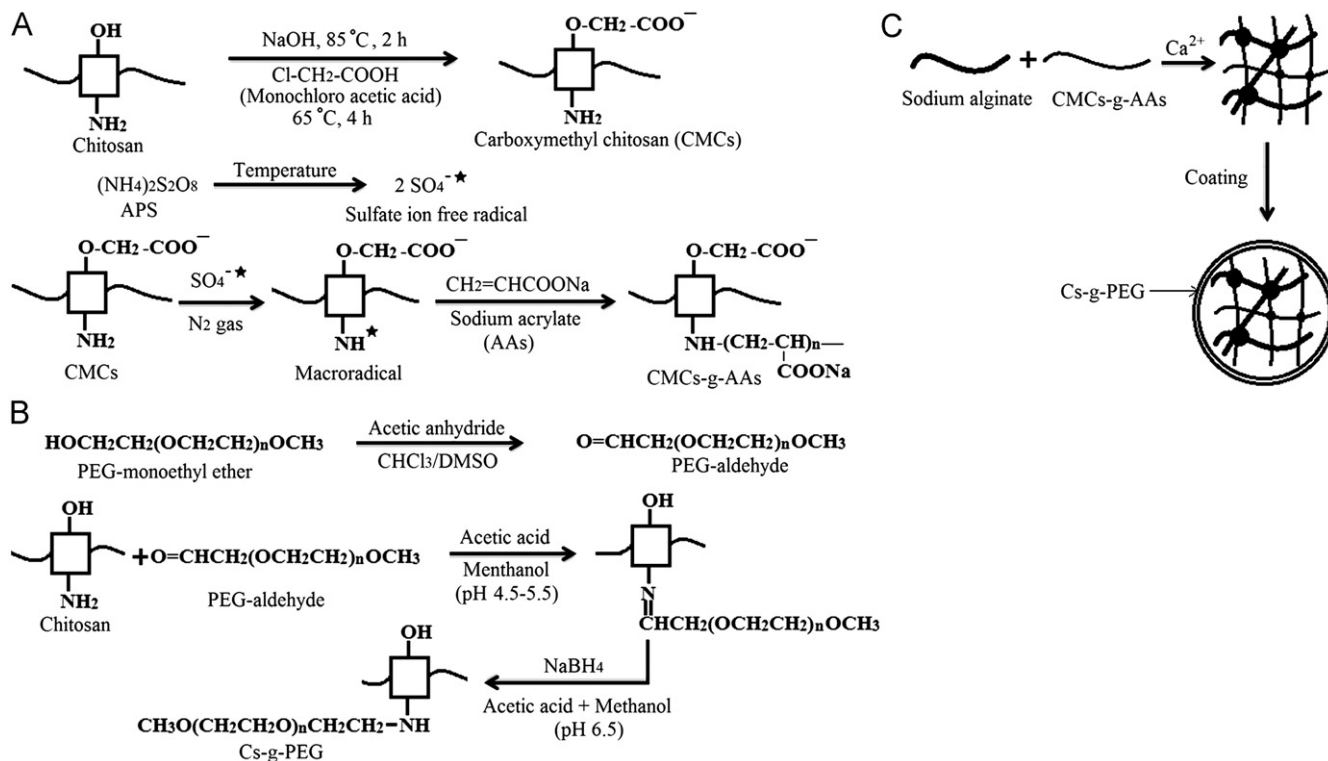 A
OH
NH2
Chitosan
NaOH, 85 °C, 2 h
Cl-CH2-COOH
(Monochloro acetic acid)
65 °C, 4 h
O-CH2-COO−
NH2
Carboxymethyl chitosan (CMCs)
(NH4)2S2O8
APS
Temperature
2 SO4-★
Sulfate ion free radical
O-CH2-COO−
NH2
CMCs
SO4-★
N2 gas
O-CH2-COO−
NH★
Macroradical
CH2=CHCOONa
Sodium acrylate
(AAs)
O-CH2-COO−
NH-(CH2-CH)n—
COONa
CMCs-g-AAs
B
HOCH2CH2(OCH2CH2)nOCH3
PEG-monoethyl ether
Acetic anhydride
CHCl3/DMSO
O=CHCH2(OCH2CH2)nOCH3
PEG-aldehyde
OH
NH2
Chitosan
+
O=CHCH2(OCH2CH2)nOCH3
PEG-aldehyde
Acetic acid
Menthanol
(pH 4.5-5.5)
OH
N
CHCH2(OCH2CH2)nOCH3
NaBH4
Acetic acid + Methanol
(pH 6.5)
OH
CH3O(CH2CH2O)nCH2CH2-NH
Cs-g-PEG
C
+
Sodium alginate
CMCs-g-AAs
Ca2+
Coating
Cs-g-PEG